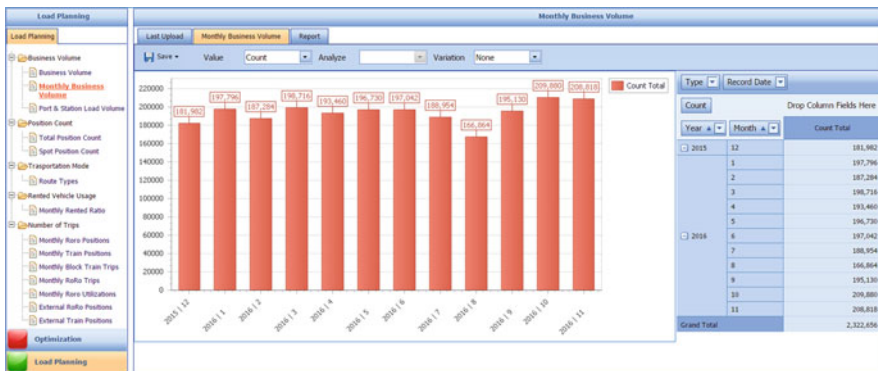 Load Planning
Monthly Business Volume
Load Planning
Last Upload Monthly Business Volume Report
Save Value Count Analyze Variation None
Business Volume
Business Volume
Monthly Business
Volume
Port & Station Load Volume
Position Count
Total Position Count
Spot Position Count
Trasportation Mode
Route Types
Rented Vehicle Usage
Monthly Rented Ratio
Number of Trips
Monthly Roro Positions
Monthly Train Positions
Monthly Block Train Trips
Monthly RoRo Trips
Monthly Roro Utilizations
External RoRo Positions
External Train Positions
Optimization
Load Planning
220000
200000
180000
160000
140000
120000
100000
80000
60000
40000
20000
0
181,982
197,796
187,284
198,716
193,460
196,730
197,042
188,954
166,864
195,130
209,880
208,818
2015 | 12
2016 | 1
2016 | 2
2016 | 3
2016 | 4
2016 | 5
2016 | 6
2016 | 7
2016 | 8
2016 | 9
2016 | 10
2016 | 11
Count Total
Type Record Date
Count Drop Column Fields Here
Year Month Count Total
2015 12 181,982
1 197,796
2 187,284
3 198,716
4 193,460
5 196,730
2016 6 197,042
7 188,954
8 166,864
9 195,130
10 209,880
11 208,818
Grand Total 2,322,656